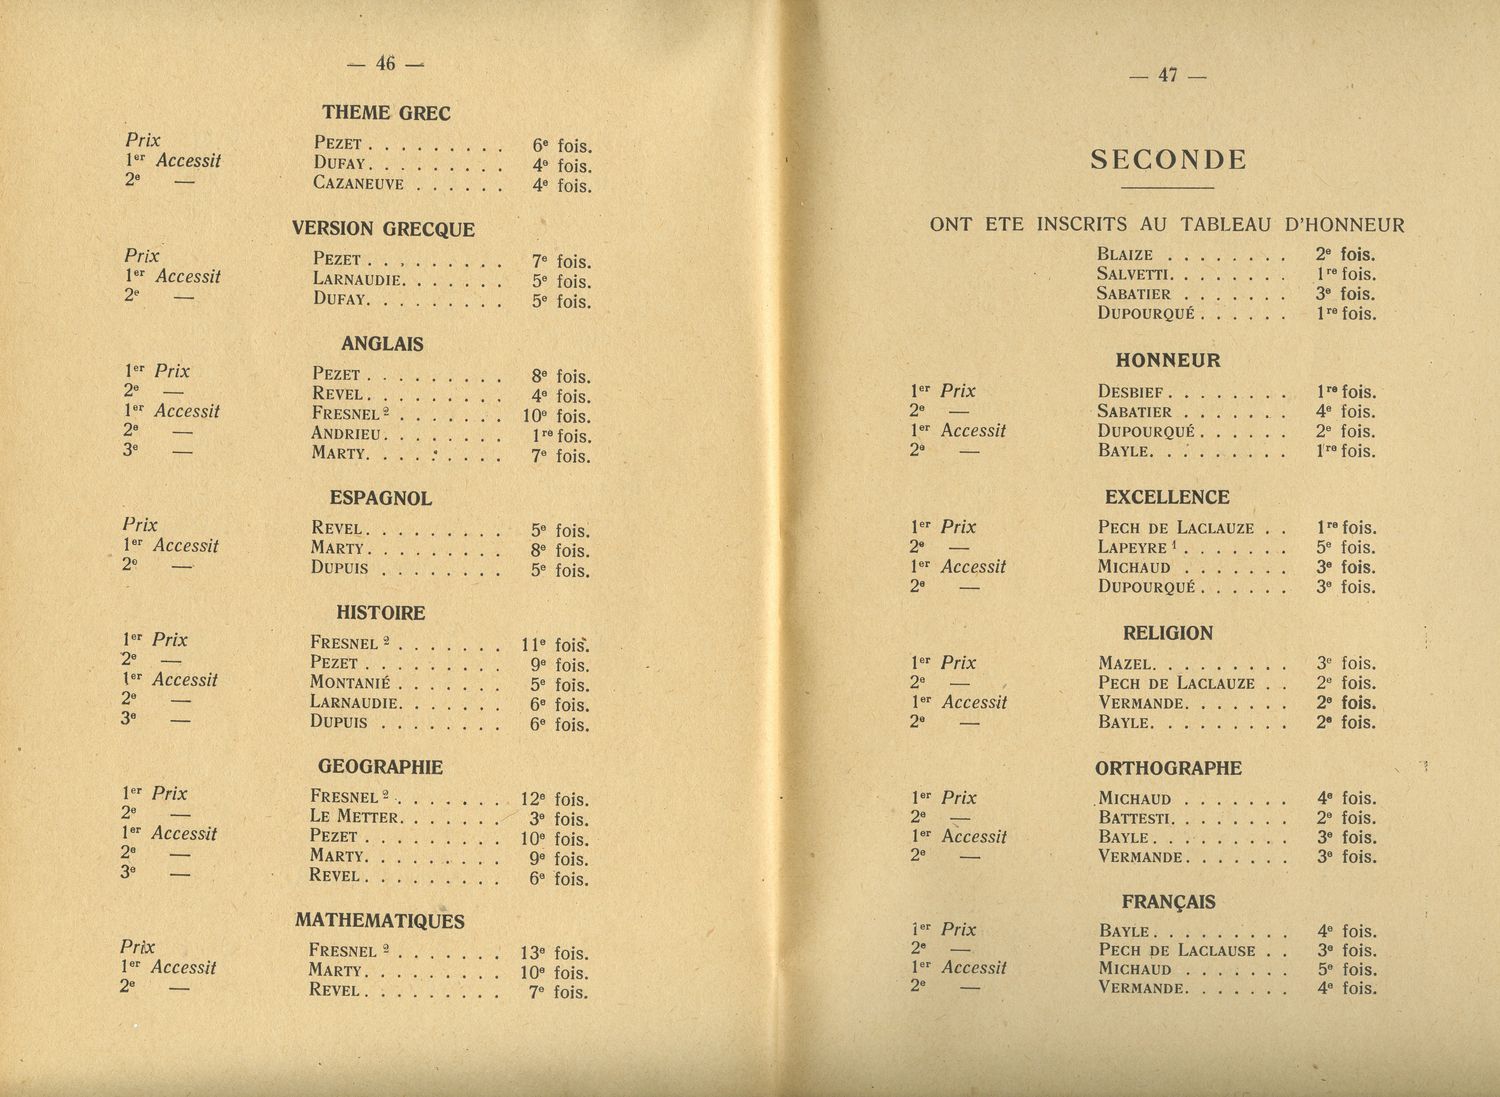 — 46 —
THEME GREC
Prix PEZET . . . . . . . . . 6e fois.
1er Accessit DUFAY. . . . . . . . . 4e fois.
2e — CAZANEUVE . . . . . . 4e fois.
VERSION GRECQUE
Prix PEZET . . . . . . . . . 7e fois.
1er Accessit LARNAUDIE. . . . . . . 5e fois.
2e — DUFAY. . . . . . . . . 5e fois.
ANGLAIS
1er Prix PEZET . . . . . . . . . 8e fois.
2e — REVEL. . . . . . . . . 4e fois.
1er Accessit FRESNEL 2 . . . . . . . 10e fois.
2e — ANDRIEU. . . . . . . . 1re fois.
3e — MARTY. . . . . . . . . 7e fois.
ESPAGNOL
Prix REVEL. . . . . . . . . 5e fois.
1er Accessit MARTY. . . . . . . . . 8e fois.
2e — DUPUIS . . . . . . . . 5e fois.
HISTOIRE
1er Prix FRESNEL 2 . . . . . . . 11e fois.
2e — PEZET . . . . . . . . . 9e fois.
1er Accessit MONTANIÉ . . . . . . . 5e fois.
2e — LARNAUDIE. . . . . . . 6e fois.
3e — DUPUIS . . . . . . . . 6e fois.
GEOGRAPHIE
1er Prix FRESNEL 2 . . . . . . . 12e fois.
2e — LE METTER. . . . . . . 3e fois.
1er Accessit PEZET . . . . . . . . . 10e fois.
2e — MARTY. . . . . . . . . 9e fois.
3e — REVEL. . . . . . . . . 6e fois.
MATHEMATIQUES
Prix FRESNEL 2 . . . . . . . 13e fois.
1er Accessit MARTY. . . . . . . . . 10e fois.
2e — REVEL. . . . . . . . . 7e fois.
— 47 —
SECONDE
ONT ETE INSCRITS AU TABLEAU D'HONNEUR
BLAIZE . . . . . . . . 2e fois.
SALVETTI. . . . . . . . 1re fois.
SABATIER . . . . . . . 3e fois.
DUPOURQUÉ . . . . . . 1re fois.
HONNEUR
1er Prix DESBIEF. . . . . . . . 1re fois.
2e — SABATIER . . . . . . . 4e fois.
1er Accessit DUPOURQUÉ . . . . . . 2e fois.
2e — BAYLE. . . . . . . . . 1re fois.
EXCELLENCE
1er Prix PECH DE LACLAUZE . . 1re fois.
2e — LAPEYRE 1 . . . . . . . 5e fois.
1er Accessit MICHAUD . . . . . . . 3e fois.
2e — DUPOURQUÉ . . . . . . 3e fois.
RELIGION
1er Prix MAZEL. . . . . . . . . 3e fois.
2e — PECH DE LACLAUZE . . 2e fois.
1er Accessit VERMANDE. . . . . . . 2e fois.
2e — BAYLE. . . . . . . . . 2e fois.
ORTHOGRAPHE
1er Prix MICHAUD . . . . . . . 4e fois.
2e — BATTESTI. . . . . . . . 2e fois.
1er Accessit BAYLE. . . . . . . . . 3e fois.
2e — VERMANDE. . . . . . . 3e fois.
FRANÇAIS
1er Prix BAYLE. . . . . . . . . 4e fois.
2e — PECH DE LACLAUSE . . 3e fois.
1er Accessit MICHAUD . . . . . . . 5e fois.
2e — VERMANDE. . . . . . . 4e fois.